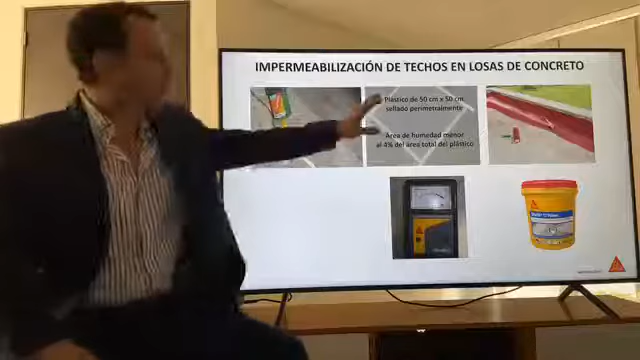 IMPERMEABILIZACIÓN DE TECHOS EN LOSAS DE CONCRETO
Plástico de 50 cm x 50 cm
sellado perimetralmente
Área de humedad menor
al 4% del área total del plástico